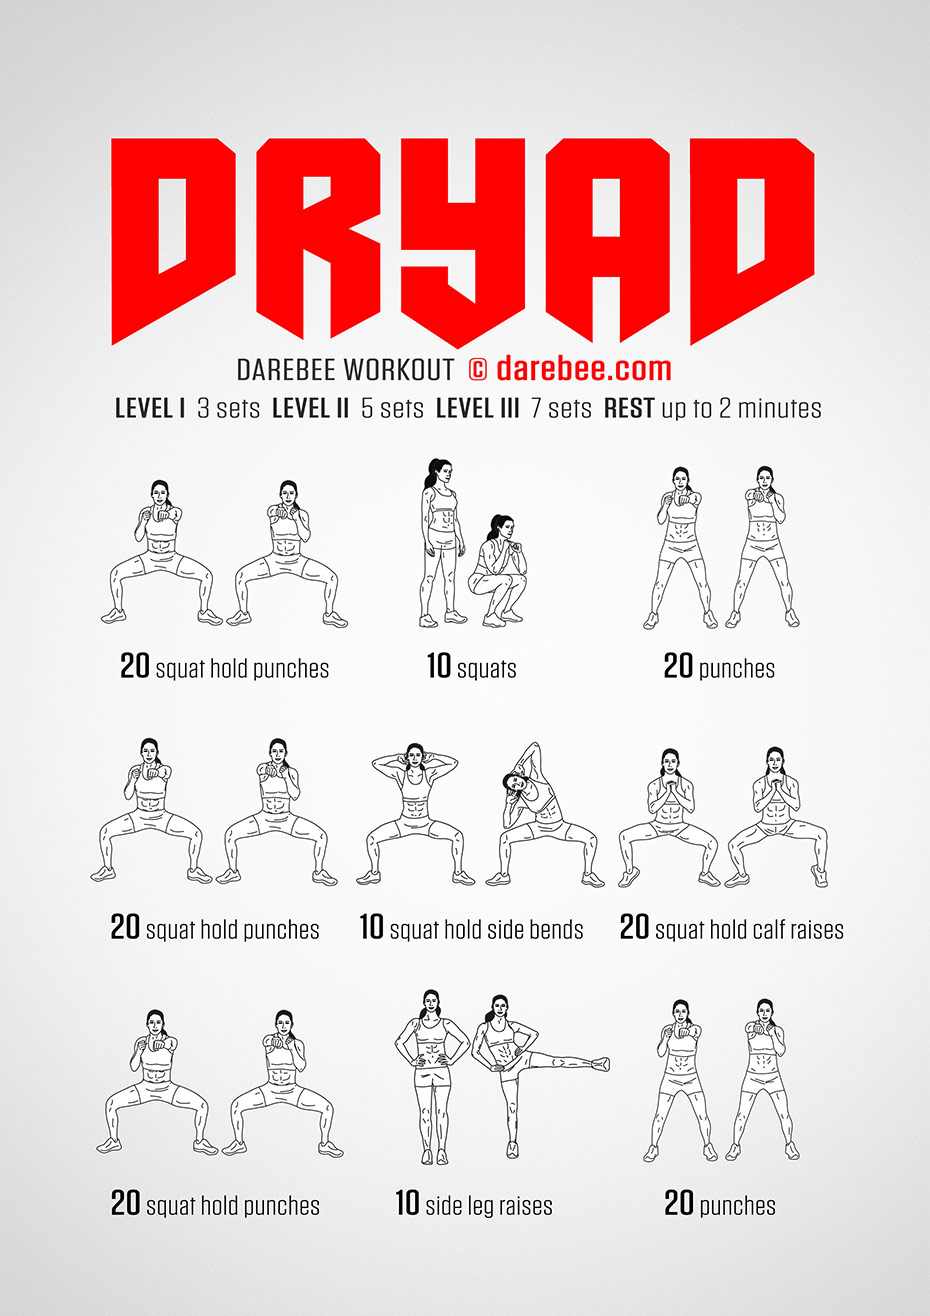 DRYAD
DAREBEE WORKOUT © darebee.com
LEVEL I 3 sets LEVEL II 5 sets LEVEL III 7 sets REST up to 2 minutes
20 squat hold punches
10 squats
20 punches
20 squat hold punches
10 squat hold side bends
20 squat hold calf raises
20 squat hold punches
10 side leg raises
20 punches